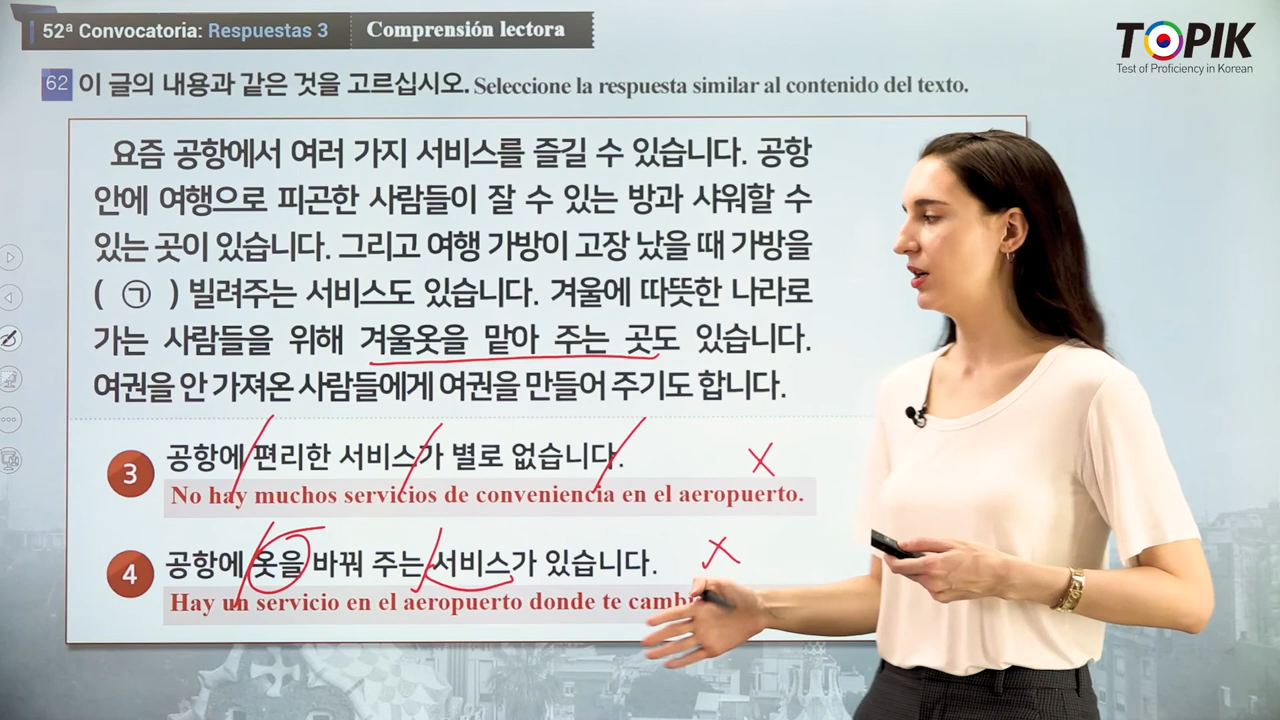 52ª Convocatoria: Respuestas 3 Comprensión lectora
TOPIK
Test of Proficiency in Korean
62 이 글의 내용과 같은 것을 고르십시오. Seleccione la respuesta similar al contenido del texto.
요즘 공항에서 여러 가지 서비스를 즐길 수 있습니다. 공항
안에 여행으로 피곤한 사람들이 잘 수 있는 방과 샤워할 수
있는 곳이 있습니다. 그리고 여행 가방이 고장 났을 때 가방을
( ㉠ ) 빌려주는 서비스도 있습니다. 겨울에 따뜻한 나라로
가는 사람들을 위해 겨울옷을 맡아 주는 곳도 있습니다.
여권을 안 가져온 사람들에게 여권을 만들어 주기도 합니다.
3 공항에 편리한 서비스가 별로 없습니다.
No hay muchos servicios de conveniencia en el aeropuerto.
4 공항에 옷을 바꿔 주는 서비스가 있습니다.
Hay un servicio en el aeropuerto donde te